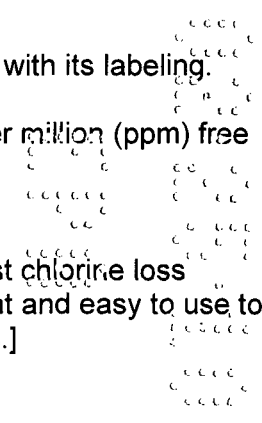 with its labeling.
er million (ppm) free
st chlorine loss
nt and easy to use to
.]